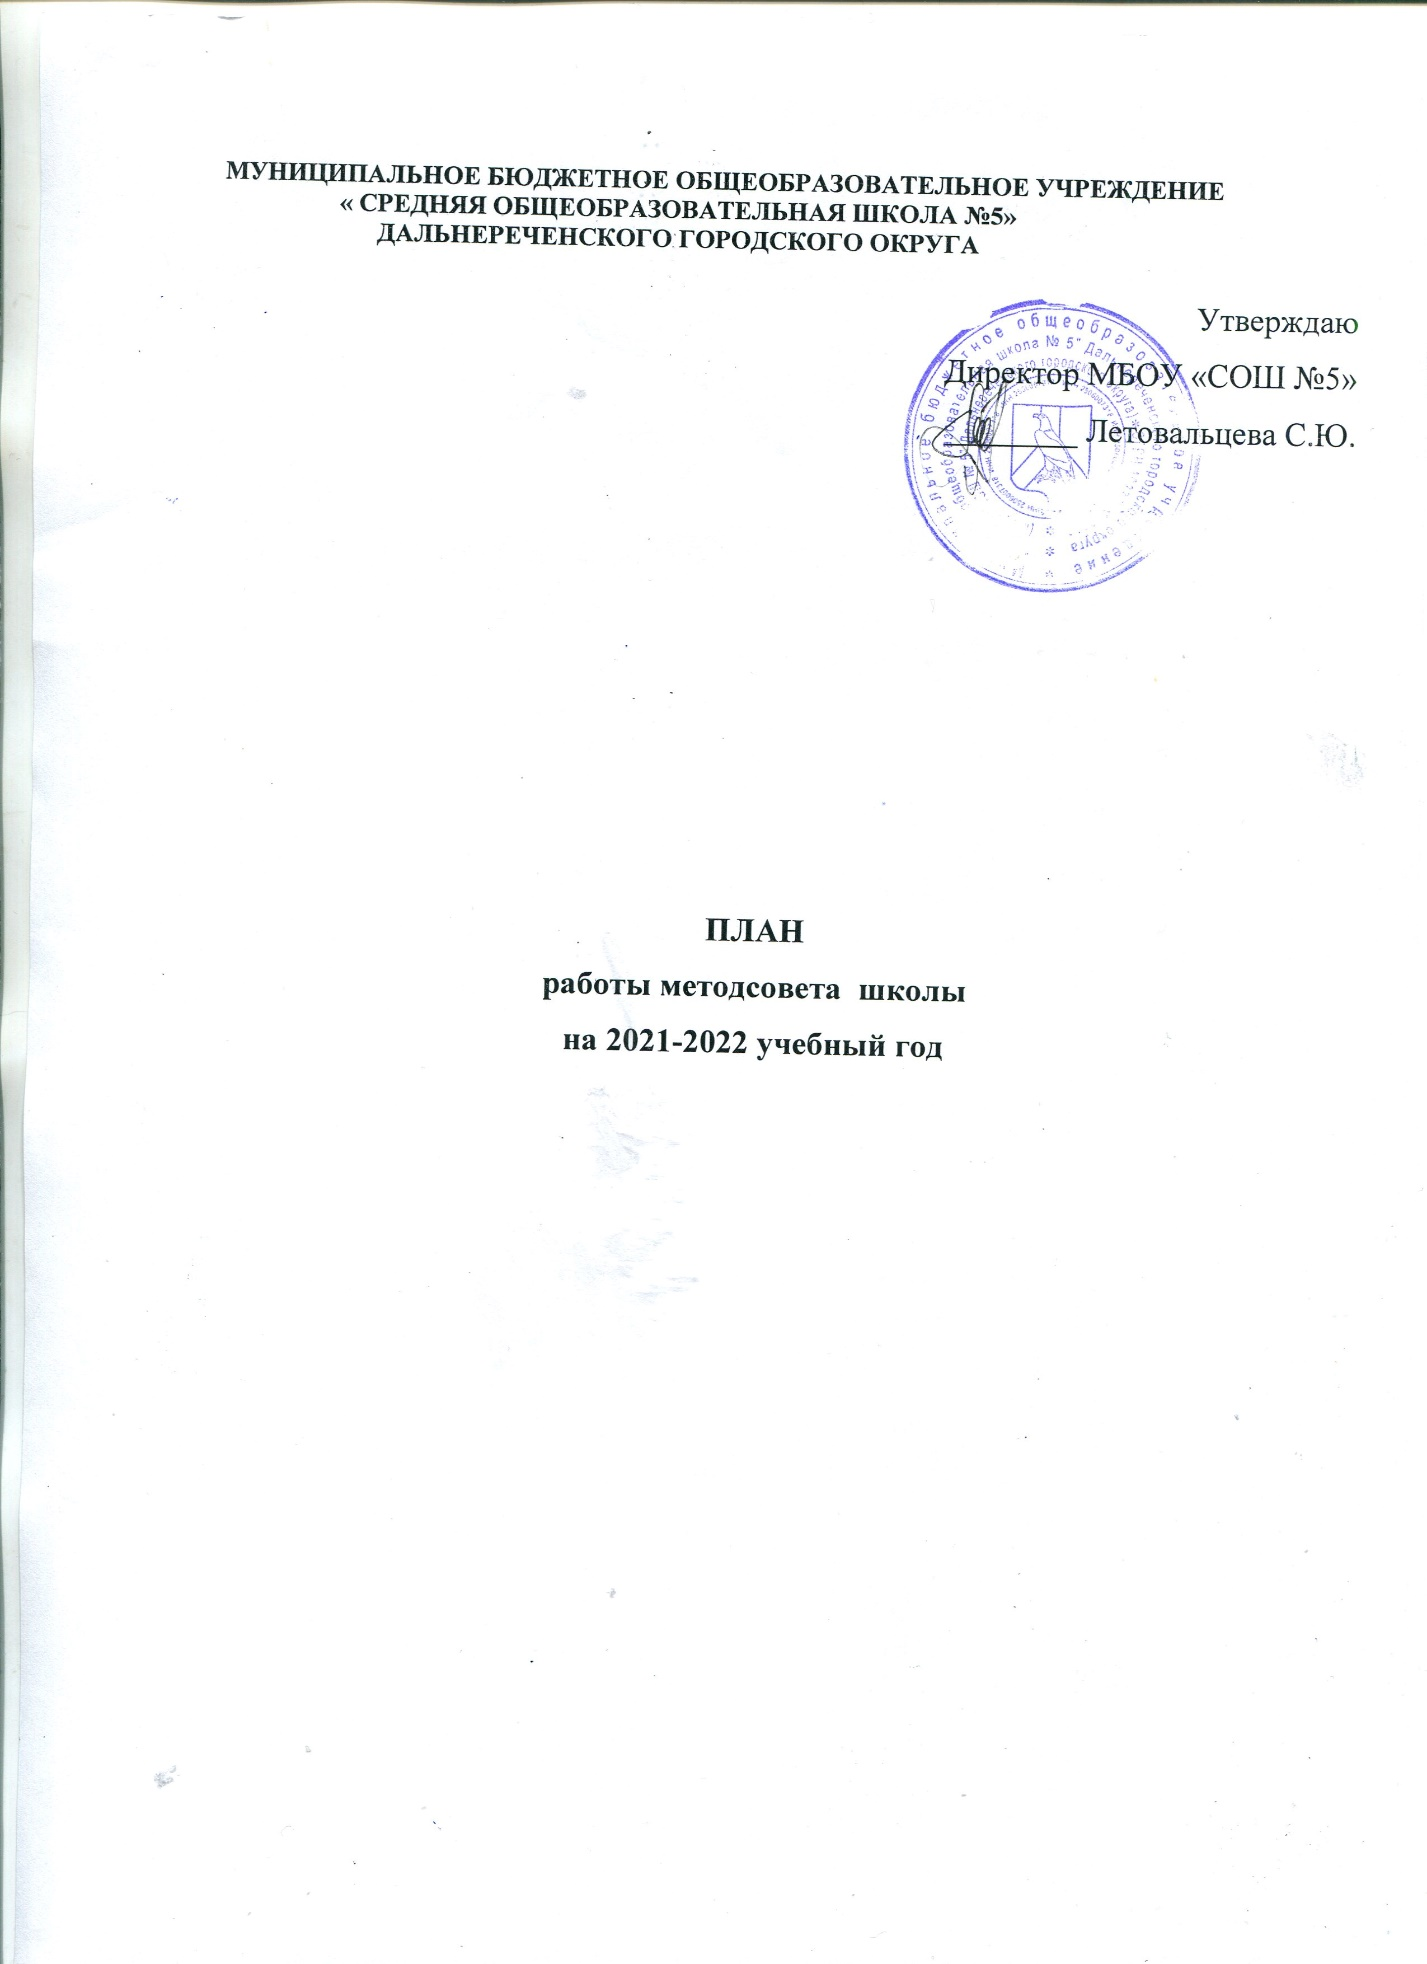 МУНИЦИПАЛЬНОЕ БЮДЖЕТНОЕ ОБЩЕОБРАЗОВАТЕЛЬНОЕ УЧРЕЖДЕНИЕ
« СРЕДНЯЯ ОБЩЕОБРАЗОВАТЕЛЬНАЯ ШКОЛА №5»
ДАЛЬНЕРЕЧЕНСКОГО ГОРОДСКОГО ОКРУГА
Утверждаю
Директор МБОУ «СОШ №5»
________ Летовальцева С.Ю.
ПЛАН
работы методсовета  школы
на 2021-2022 учебный год